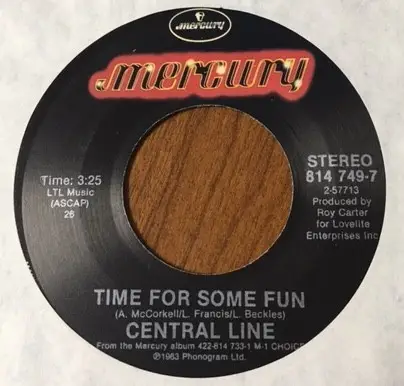 mercury
mercury
Time: 3:25
LTL Music
(ASCAP)
26
STEREO
814 749-7
2-57713
Produced by
Roy Carter
for Lovelite
Enterprises Inc
TIME FOR SOME FUN
(A. McCorkell/L. Francis/L. Beckles)
CENTRAL LINE
From the Mercury album 422-814 733-1 M-1 CHOICE
℗1983 Phonogram Ltd.